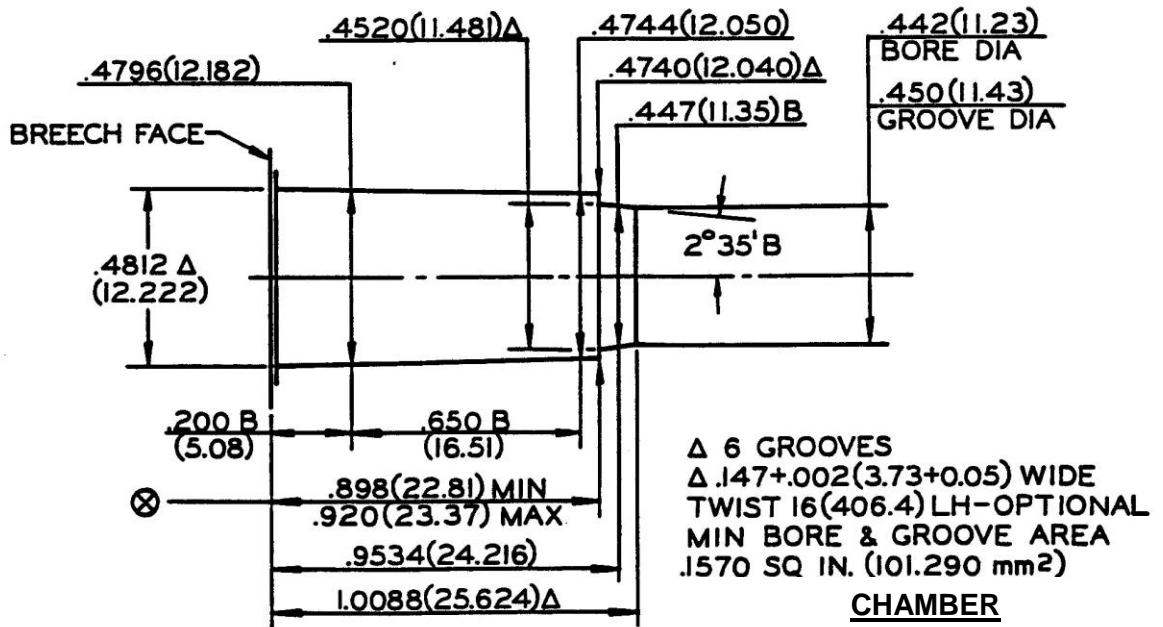 .4520(11.481)Δ
.4744(12.050)
.442(11.23)
BORE DIA
.4796(12.182)
.4740(12.040)Δ
.450(11.43)
GROOVE DIA
.447(11.35)B
BREECH FACE
2°35'B
.4812 Δ
(12.222)
.200 B
(5.08)
.650 B
(16.51)
.898(22.81) MIN
.920(23.37) MAX
.9534(24.216)
1.0088(25.624)Δ
Δ 6 GROOVES
Δ .147+.002(3.73+0.05) WIDE
TWIST 16(406.4) LH-OPTIONAL
MIN BORE & GROOVE AREA
.1570 SQ IN. (101.290 mm²)
CHAMBER